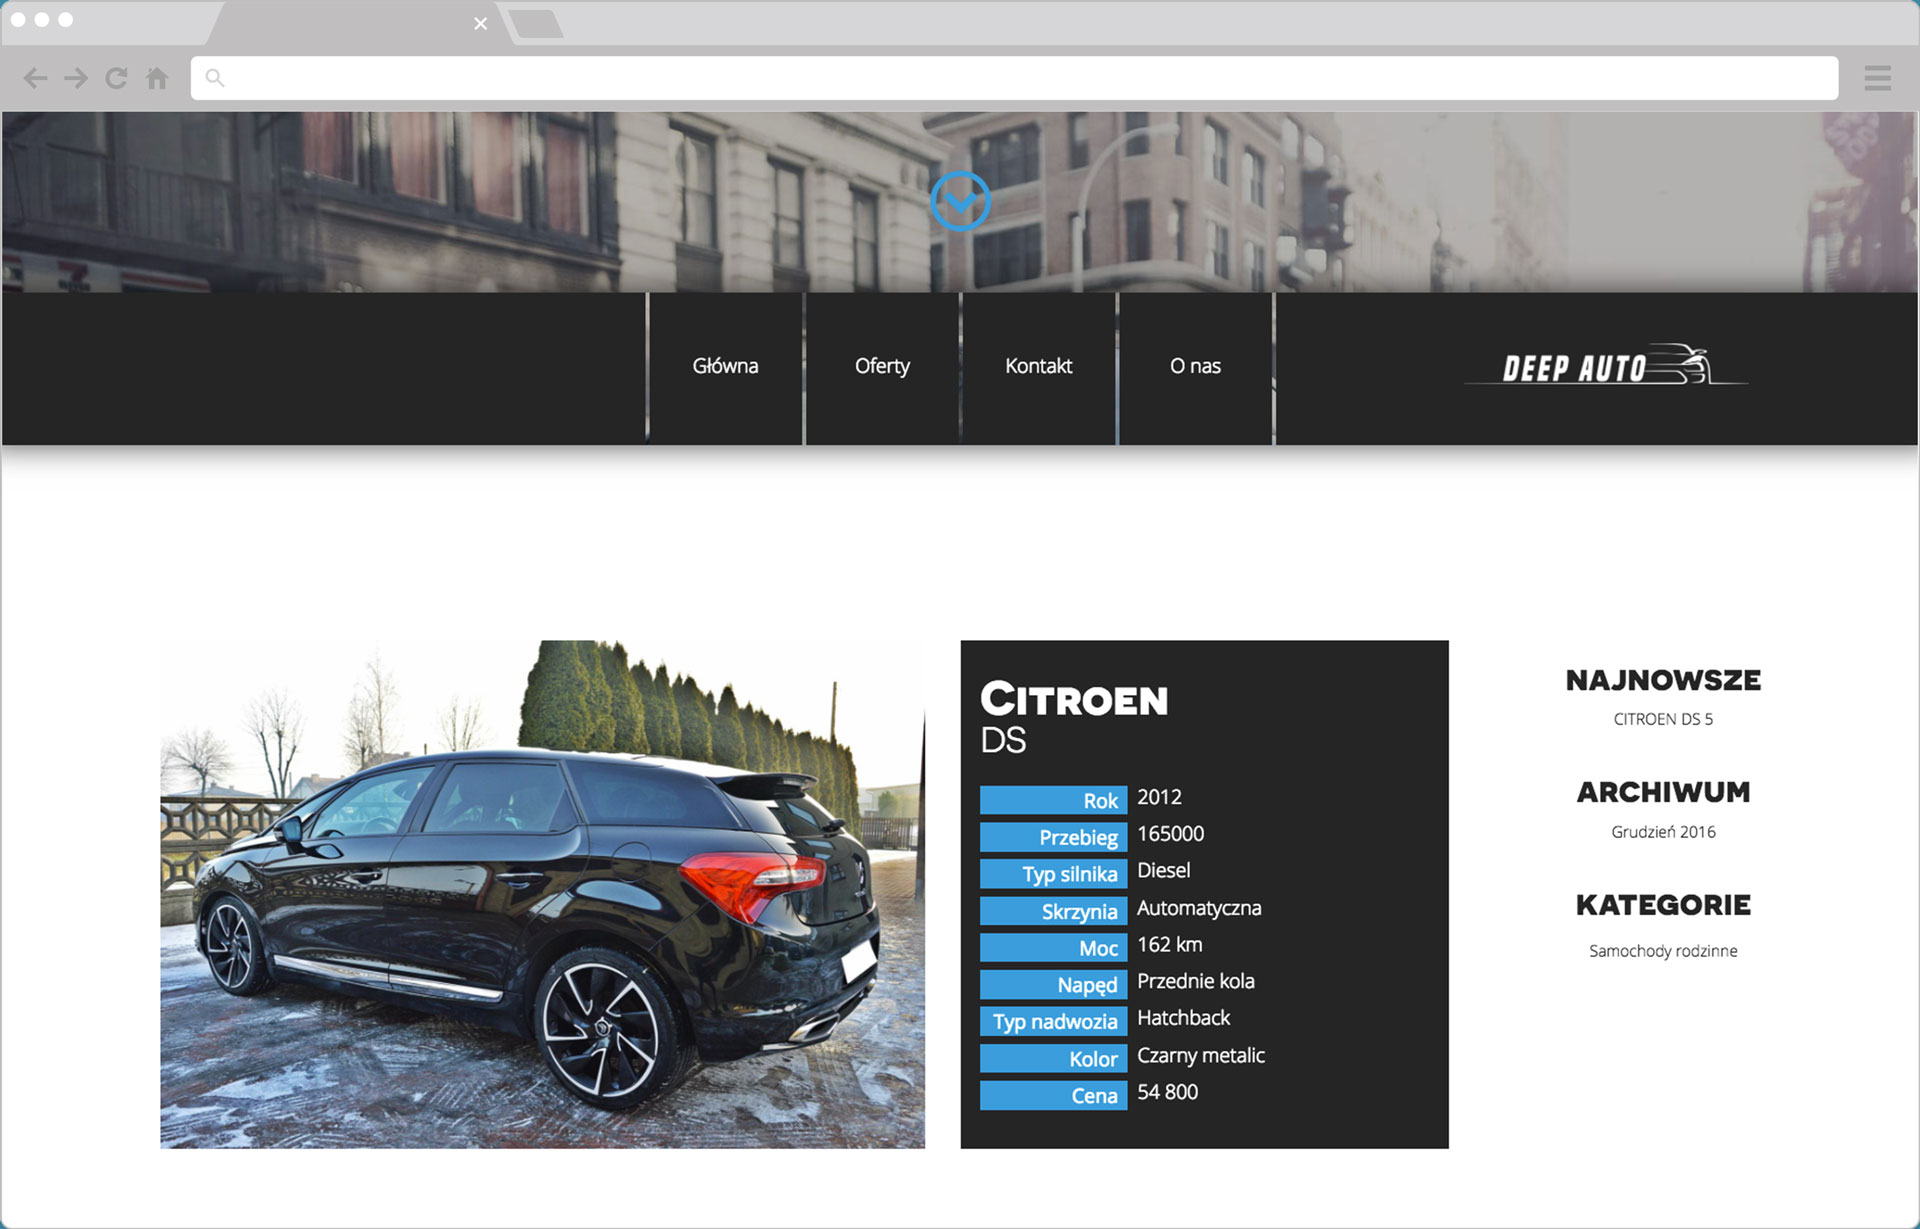 Główna
Oferty
Kontakt
O nas
DEEP AUTO
CITROEN
DS
Rok 2012
Przebieg 165000
Typ silnika Diesel
Skrzynia Automatyczna
Moc 162 km
Napęd Przednie kola
Typ nadwozia Hatchback
Kolor Czarny metalic
Cena 54 800
NAJNOWSZE
CITROEN DS 5
ARCHIWUM
Grudzień 2016
KATEGORIE
Samochody rodzinne